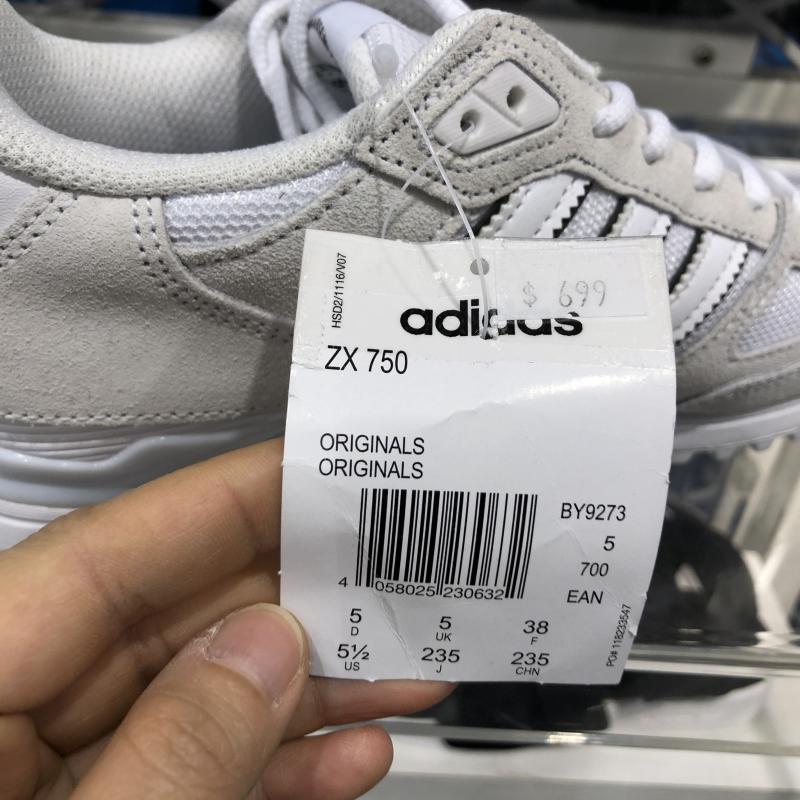 HSD2/1116/V07
$ 699
adidas
ZX 750
ORIGINALS
ORIGINALS
BY9273
5
700
EAN
4 058025 230632
5 5 38
D UK F
5½ 235 235
US J CHN
PO# 118233547